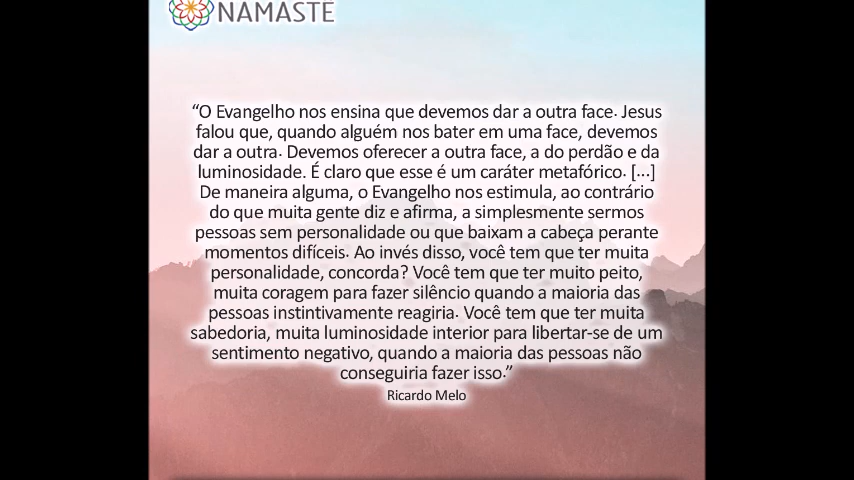 NAMASTÉ
“O Evangelho nos ensina que devemos dar a outra face. Jesus
falou que, quando alguém nos bater em uma face, devemos
dar a outra. Devemos oferecer a outra face, a do perdão e da
luminosidade. É claro que esse é um caráter metafórico. [...]
De maneira alguma, o Evangelho nos estimula, ao contrário
do que muita gente diz e afirma, a simplesmente sermos
pessoas sem personalidade ou que baixam a cabeça perante
momentos difíceis. Ao invés disso, você tem que ter muita
personalidade, concorda? Você tem que ter muito peito,
muita coragem para fazer silêncio quando a maioria das
pessoas instintivamente reagiria. Você tem que ter muita
sabedoria, muita luminosidade interior para libertar-se de um
sentimento negativo, quando a maioria das pessoas não
conseguiria fazer isso.”
Ricardo Melo